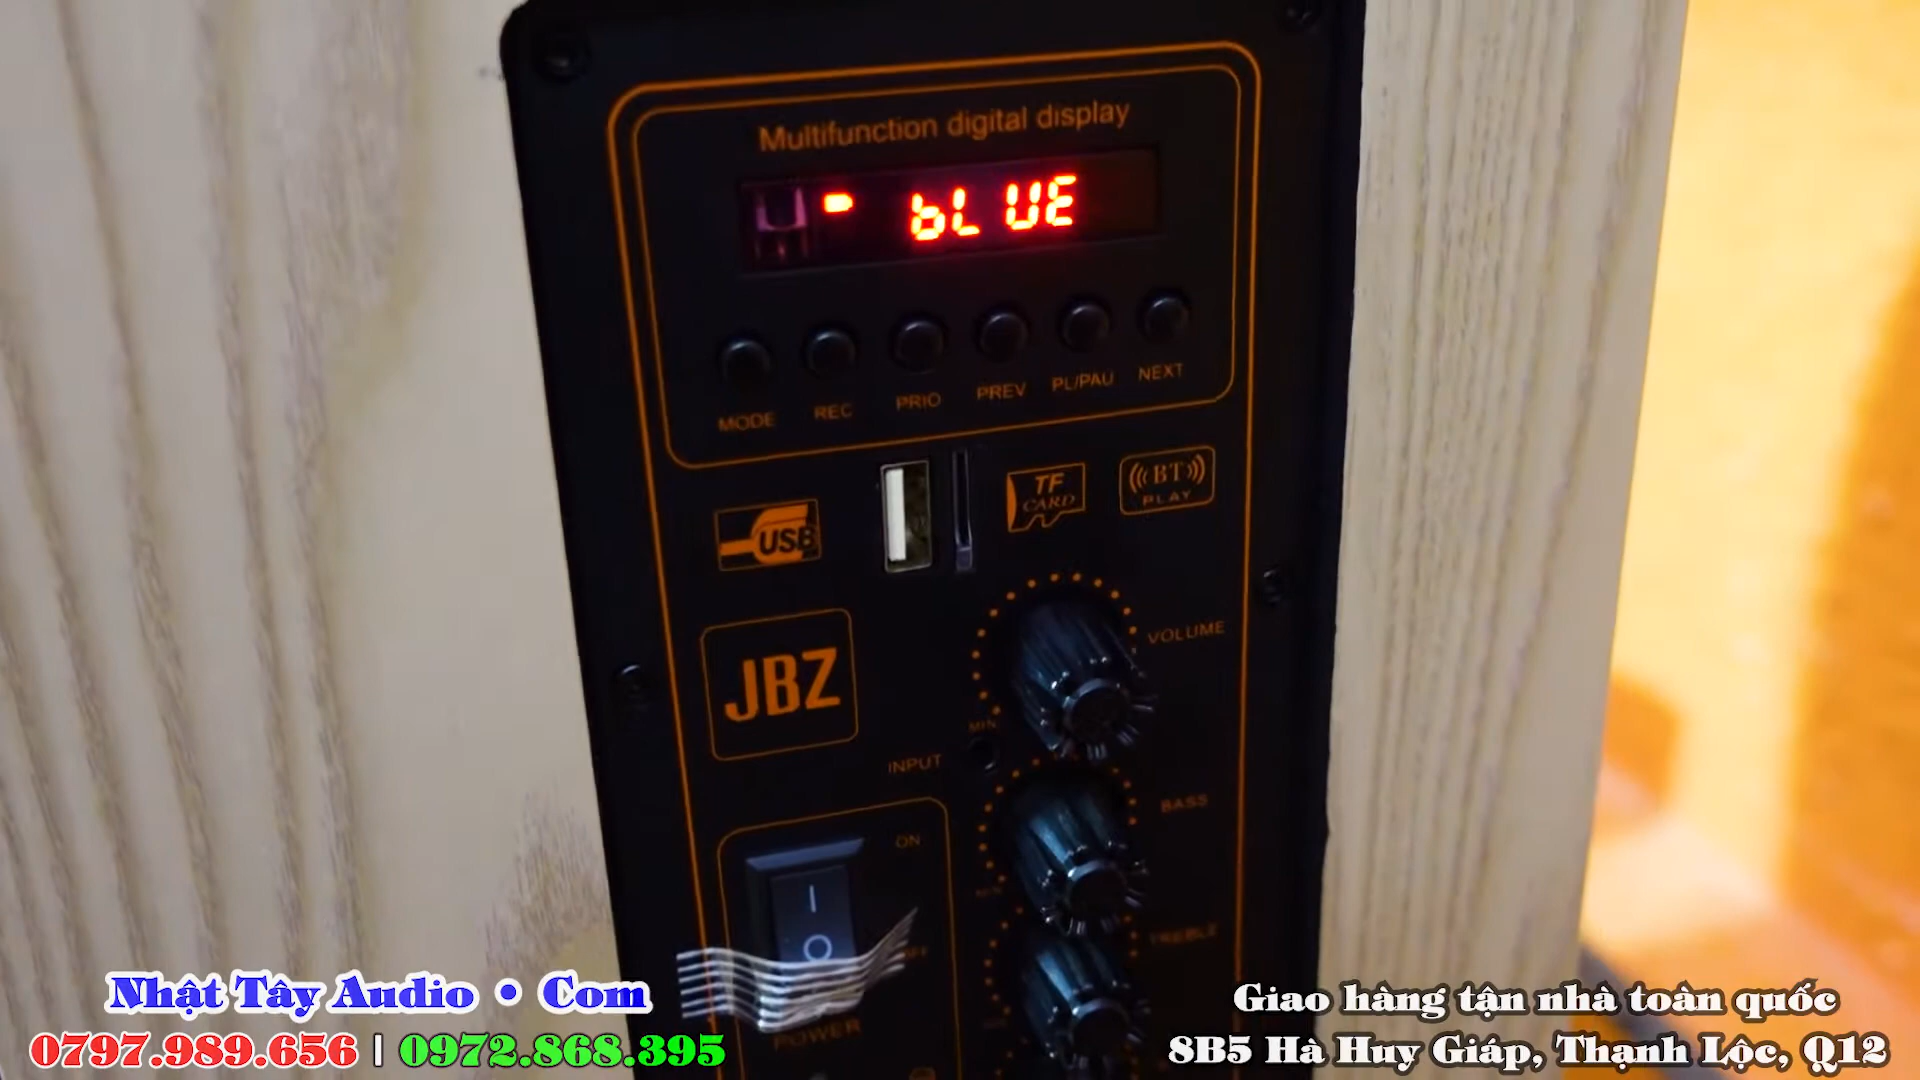 Multifunction digital display
bLUE
MODE REC PRIO PREV PL/PAU NEXT
USB
TF CARD
((BT))
PLAY
VOLUME
JBZ
MIN
INPUT
BASS
ON
TREBLE
POWER
Nhật Tây Audio • Com
0797.989.656 | 0972.868.395
Giao hàng tận nhà toàn quốc
8B5 Hà Huy Giáp, Thạnh Lộc, Q12